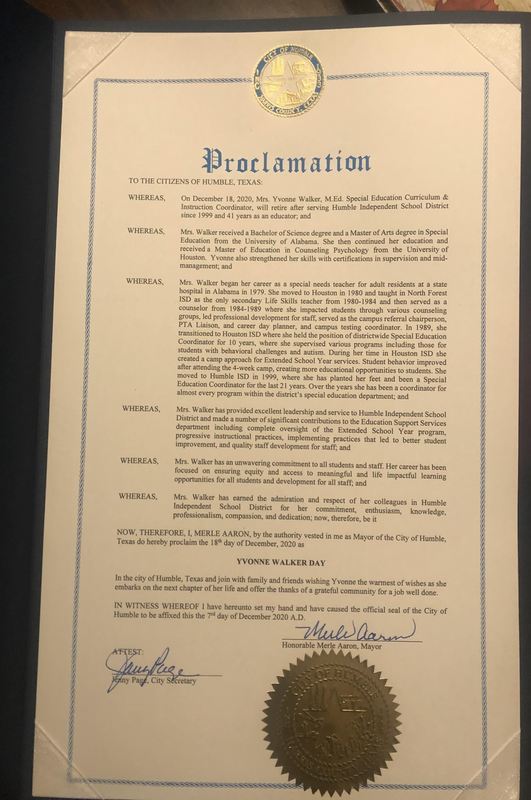 CITY OF HUMBLE
HARRIS COUNTY, TEXAS
Proclamation
TO THE CITIZENS OF HUMBLE, TEXAS:
WHEREAS, On December 18, 2020, Mrs. Yvonne Walker, M.Ed. Special Education Curriculum &
Instruction Coordinator, will retire after serving Humble Independent School District
since 1999 and 41 years as an educator; and
WHEREAS, Mrs. Walker received a Bachelor of Science degree and a Master of Arts degree in Special
Education from the University of Alabama. She then continued her education and
received a Master of Education in Counseling Psychology from the University of
Houston. Yvonne also strengthened her skills with certifications in supervision and mid-
management; and
WHEREAS, Mrs. Walker began her career as a special needs teacher for adult residents at a state
hospital in Alabama in 1979. She moved to Houston in 1980 and taught in North Forest
ISD as the only secondary Life Skills teacher from 1980-1984 and then served as a
counselor from 1984-1989 where she impacted students through various counseling
groups, led professional development for staff, served as the campus referral chairperson,
PTA Liaison, and career day planner, and campus testing coordinator. In 1989, she
transitioned to Houston ISD where she held the position of districtwide Special Education
Coordinator for 10 years, where she supervised various programs including those for
students with behavioral challenges and autism. During her time in Houston ISD she
created a camp approach for Extended School Year services. Student behavior improved
after attending the 4-week camp, creating more educational opportunities to students. She
moved to Humble ISD in 1999, where she has planted her feet and been a Special
Education Coordinator for the last 21 years. Over the years she has been a coordinator for
almost every program within the district's special education department; and
WHEREAS, Mrs. Walker has provided excellent leadership and service to Humble Independent School
District and made a number of significant contributions to the Education Support Services
department including complete oversight of the Extended School Year program,
progressive instructional practices, implementing practices that led to better student
improvement, and quality staff development for staff; and
WHEREAS, Mrs. Walker has an unwavering commitment to all students and staff. Her career has been
focused on ensuring equity and access to meaningful and life impactful learning
opportunities for all students and development for all staff; and
WHEREAS, Mrs. Walker has earned the admiration and respect of her colleagues in Humble
Independent School District for her commitment, enthusiasm, knowledge,
professionalism, compassion, and dedication; now, therefore, be it
NOW, THEREFORE, I, MERLE AARON, by the authority vested in me as Mayor of the City of Humble,
Texas do hereby proclaim the 18th day of December, 2020 as
YVONNE WALKER DAY
In the city of Humble, Texas and join with family and friends wishing Yvonne the warmest of wishes as she
embarks on the next chapter of her life and offer the thanks of a grateful community for a job well done.
IN WITNESS WHEREOF I have hereunto set my hand and have caused the official seal of the City of
Humble to be affixed this the 7th day of December 2020 A.D.
Merle Aaron
Honorable Merle Aaron, Mayor
ATTEST:
Jenny Page
Jenny Page, City Secretary